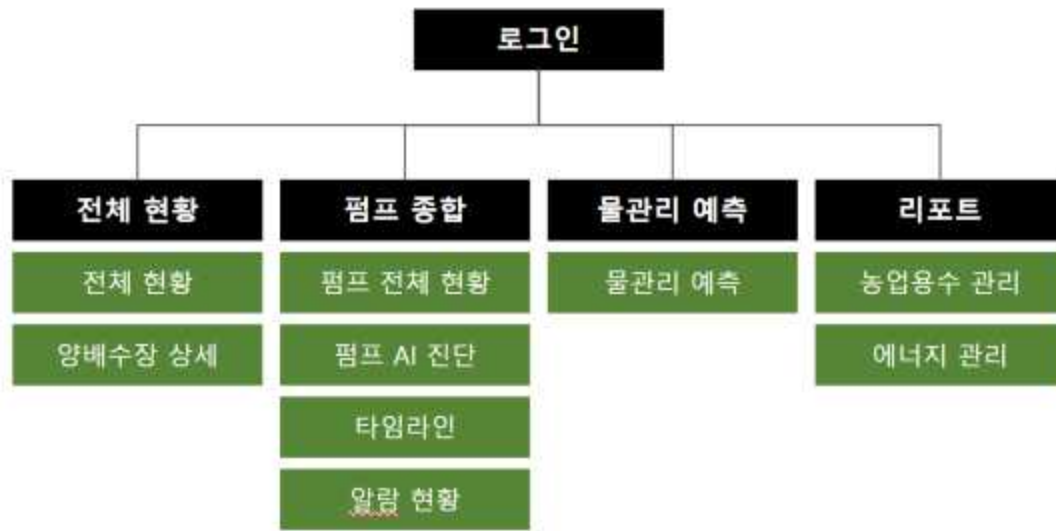 로그인
전체 현황
펌프 종합
물관리 예측
리포트
전체 현황
펌프 전체 현황
물관리 예측
농업용수 관리
양배수장 상세
펌프 AI 진단
에너지 관리
타임라인
알람 현황